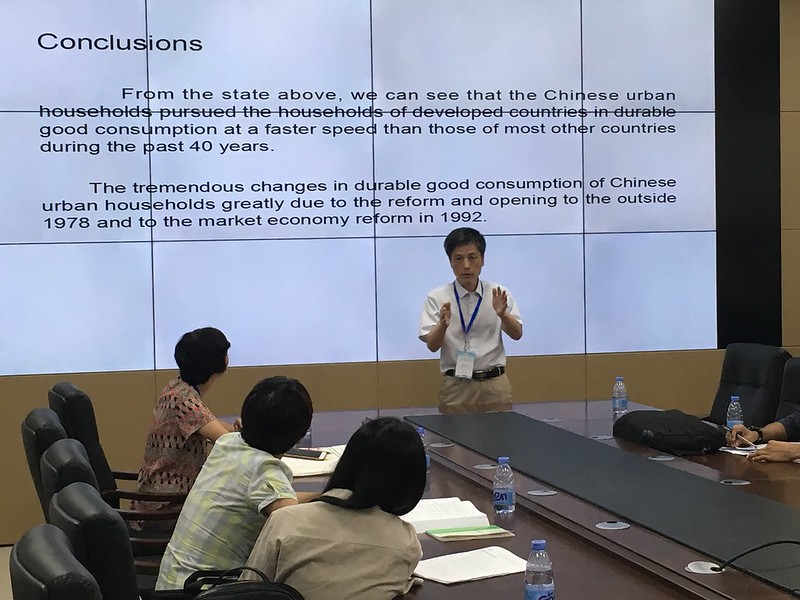 Conclusions
From the state above, we can see that the Chinese urban
households pursued the households of developed countries in durable
good consumption at a faster speed than those of most other countries
during the past 40 years.
The tremendous changes in durable good consumption of Chinese
urban households greatly due to the reform and opening to the outside
1978 and to the market economy reform in 1992.